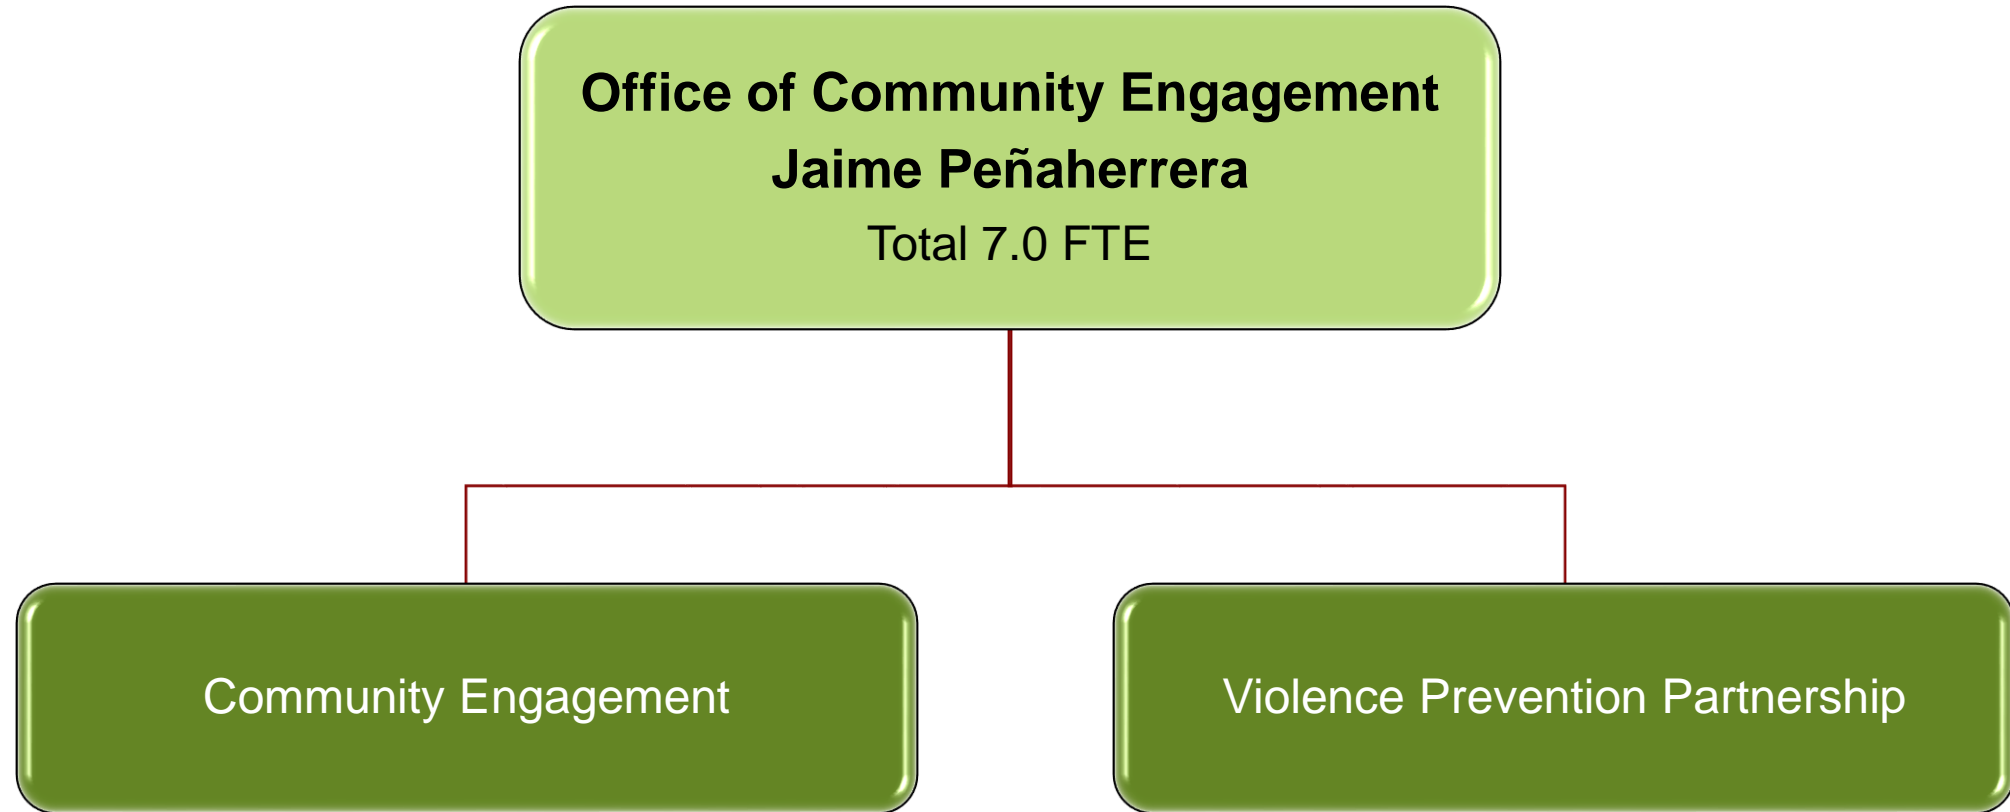 Office of Community Engagement
Jaime Peñaherrera
Total 7.0 FTE
Community Engagement
Violence Prevention Partnership